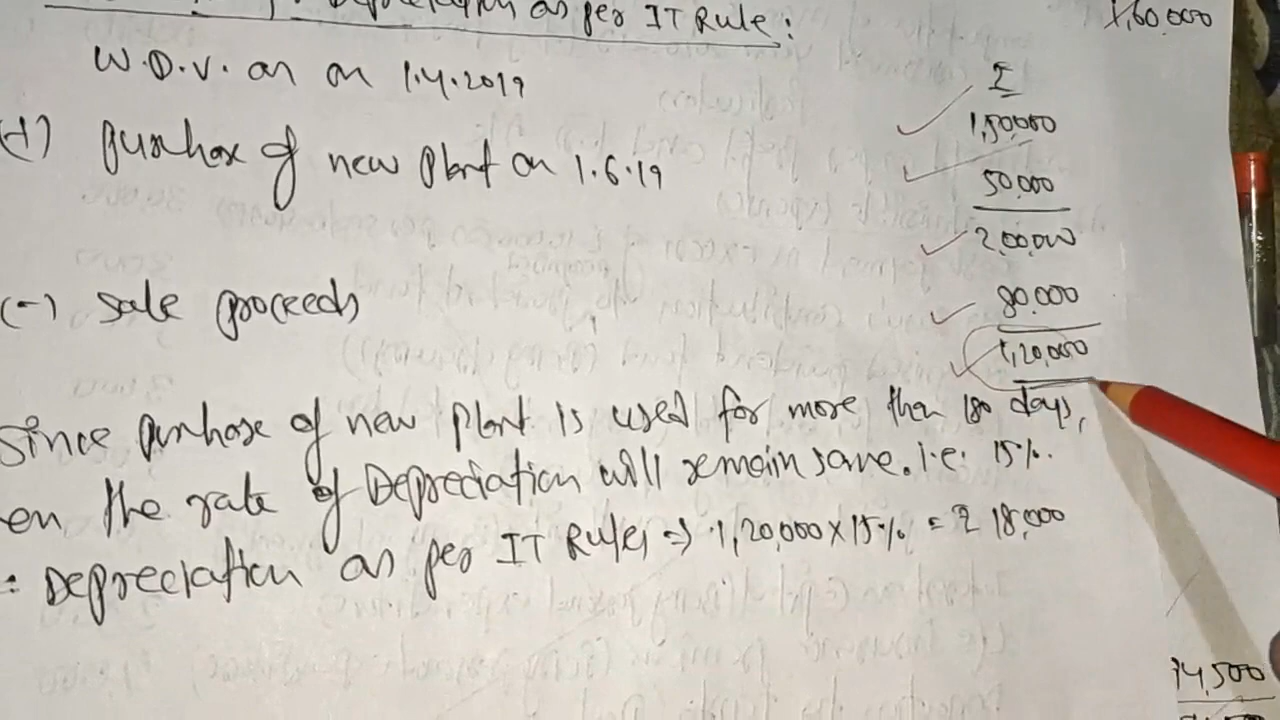 Depreciation as per IT Rule:
1,60,000
W.D.V. as on 1.4.2019
₹
1,50,000
(+) purchase of new plant on 1.6.19
50,000
2,00,000
(-) sale proceeds
80,000
1,20,000
Since purchase of new plant is used for more than 180 days,
en the rate of Depreciation will remain same. i.e. 15%.
: Depreciation as per IT Rules ⇒ 1,20,000 x 15% = ₹ 18,000
14,500